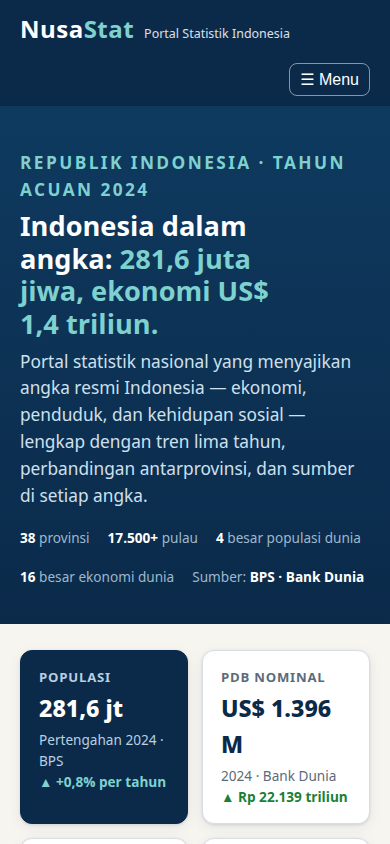 NusaStat Portal Statistik Indonesia
☰ Menu
REPUBLIK INDONESIA · TAHUN
ACUAN 2024
Indonesia dalam
angka: 281,6 juta
jiwa, ekonomi US$
1,4 triliun.
Portal statistik nasional yang menyajikan
angka resmi Indonesia — ekonomi,
penduduk, dan kehidupan sosial —
lengkap dengan tren lima tahun,
perbandingan antarprovinsi, dan sumber
di setiap angka.
38 provinsi 17.500+ pulau 4 besar populasi dunia
16 besar ekonomi dunia Sumber: BPS · Bank Dunia
POPULASI
281,6 jt
Pertengahan 2024 ·
BPS
▲ +0,8% per tahun
PDB NOMINAL
US$ 1.396
M
2024 · Bank Dunia
▲ Rp 22.139 triliun